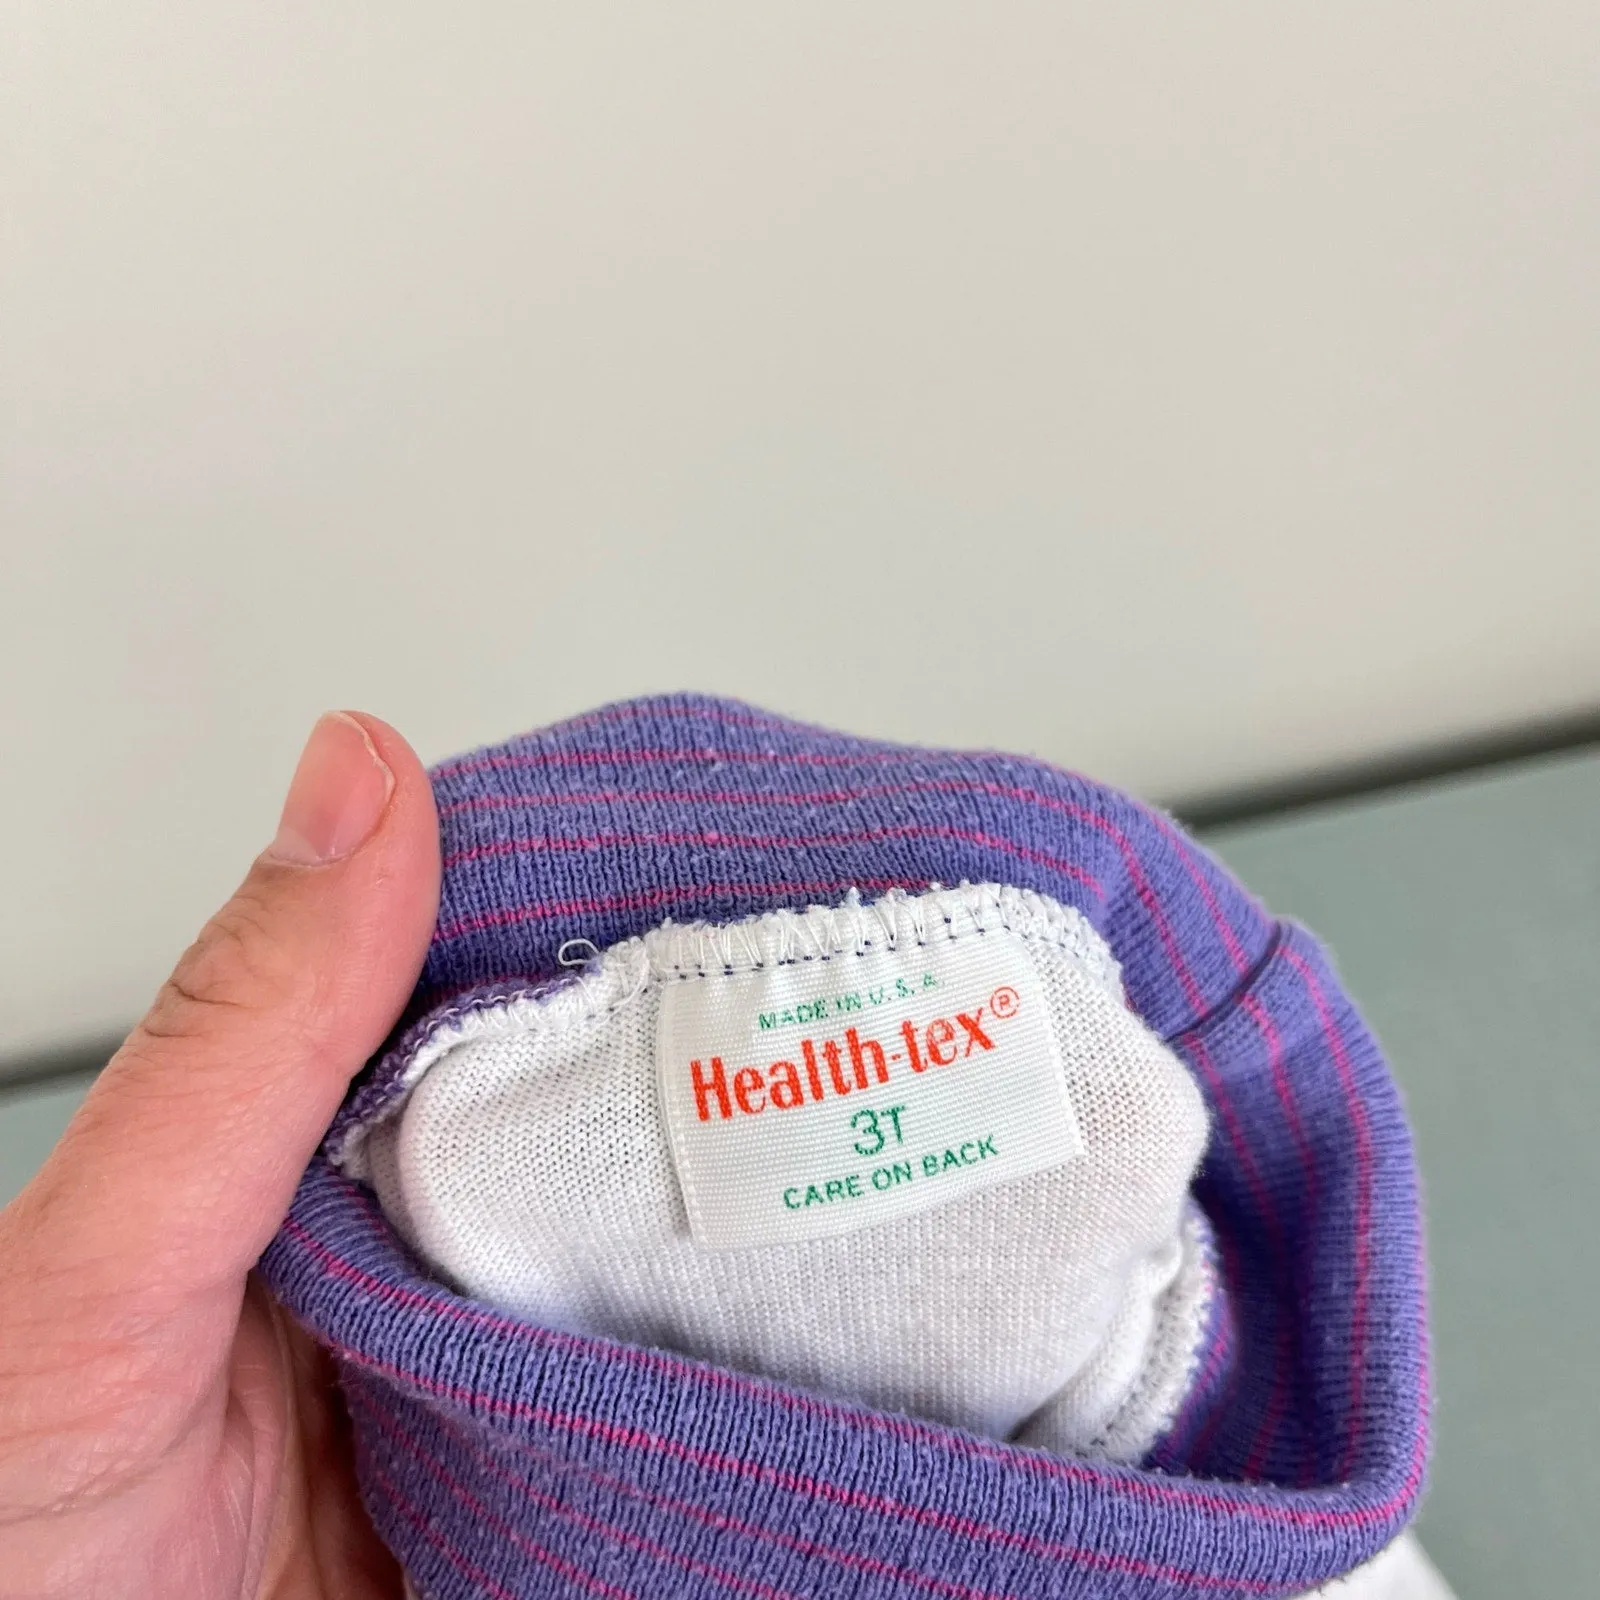 MADE IN U.S.A.
Health-tex®
3T
CARE ON BACK